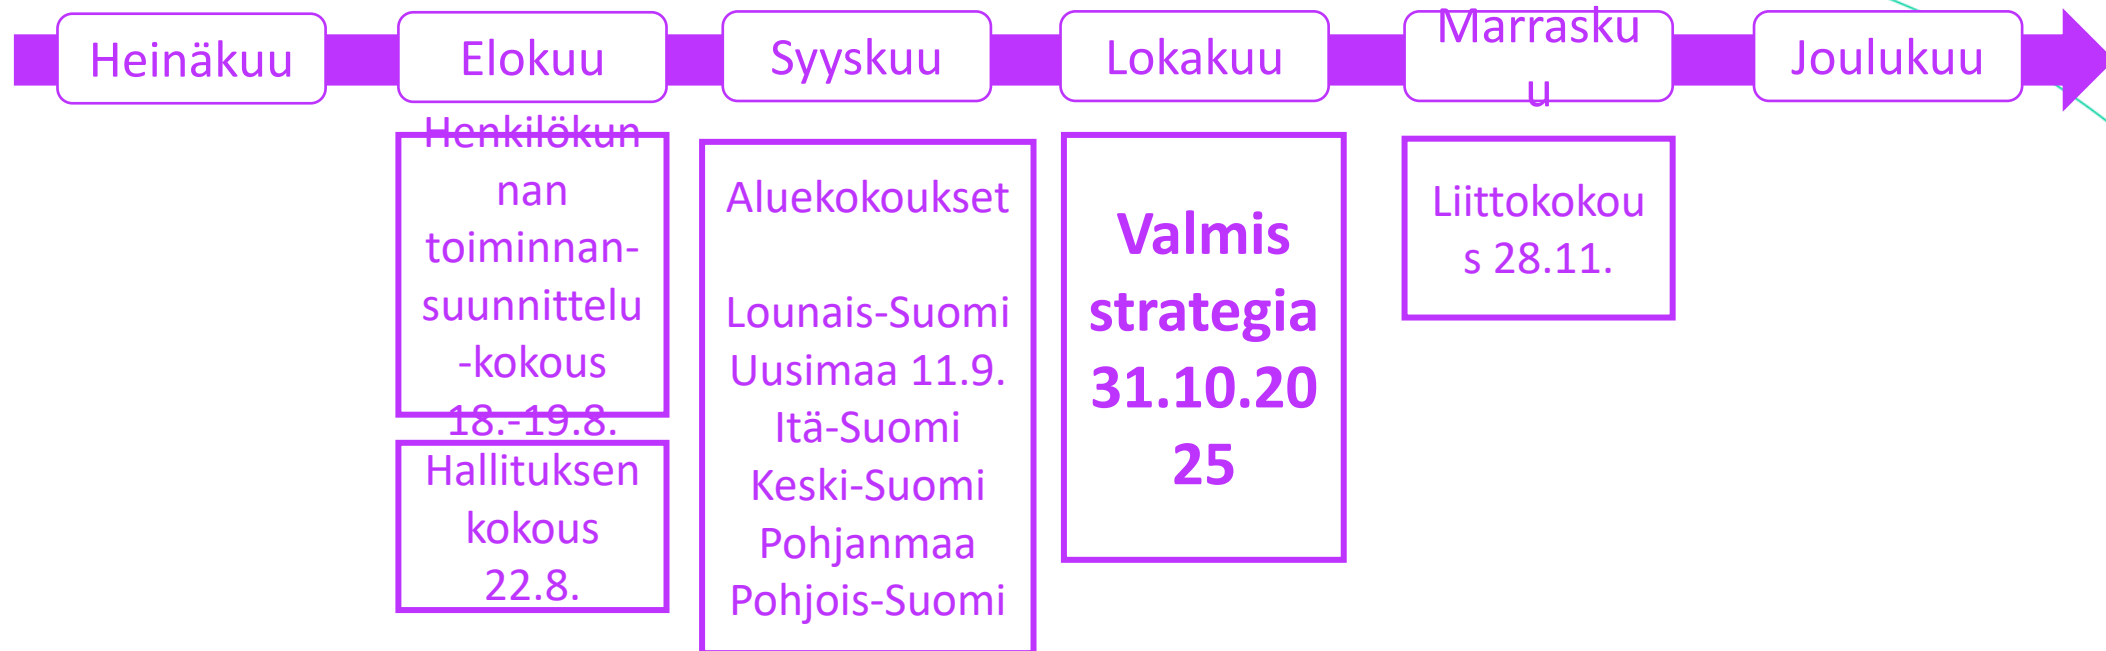 Heinäkuu
Elokuu
Syyskuu
Lokakuu
Marrasku
u
Joulukuu
Henkilökun
nan
toiminnan-
suunnittelu
-kokous
18.-19.8.
Hallituksen
kokous
22.8.
Aluekokoukset
Lounais-Suomi
Uusimaa 11.9.
Itä-Suomi
Keski-Suomi
Pohjanmaa
Pohjois-Suomi
Valmis
strategia
31.10.20
25
Liittokokou
s 28.11.